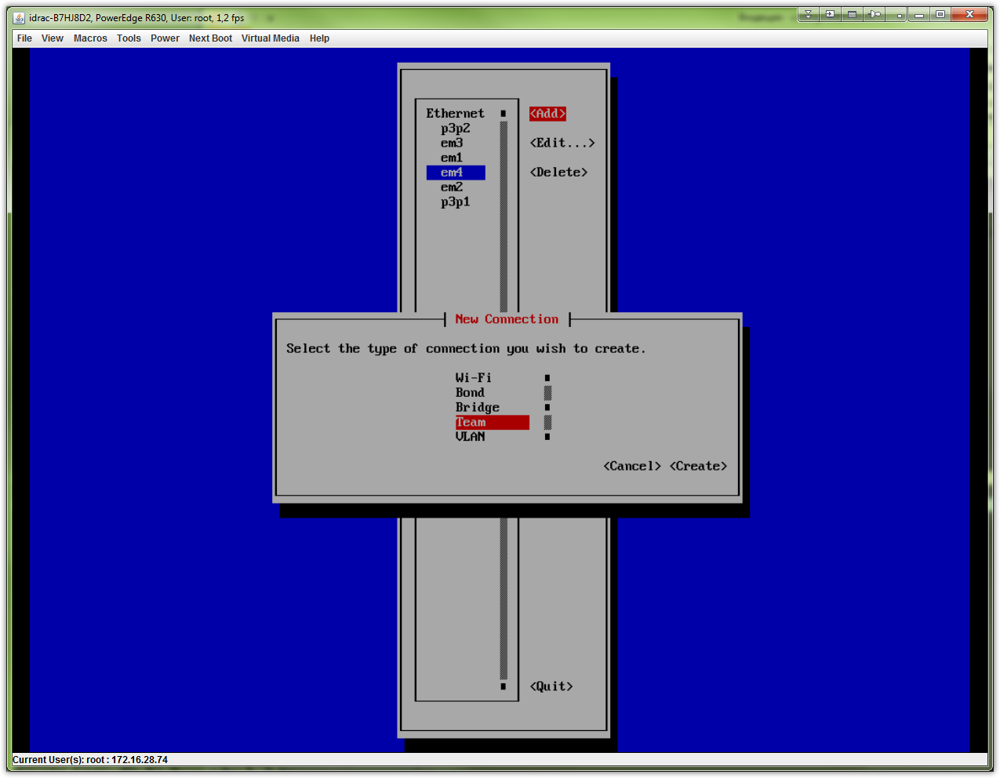 idrac-B7HJ8D2, PowerEdge R630, User: root, 1,2 fps
File View Macros Tools Power Next Boot Virtual Media Help
Ethernet <Add>
p3p2
em3 <Edit...>
em1
em4 <Delete>
em2
p3p1
New Connection
Select the type of connection you wish to create.
Wi-Fi
Bond
Bridge
Team
VLAN
<Cancel> <Create>
<Quit>
Current User(s): root : 172.16.28.74